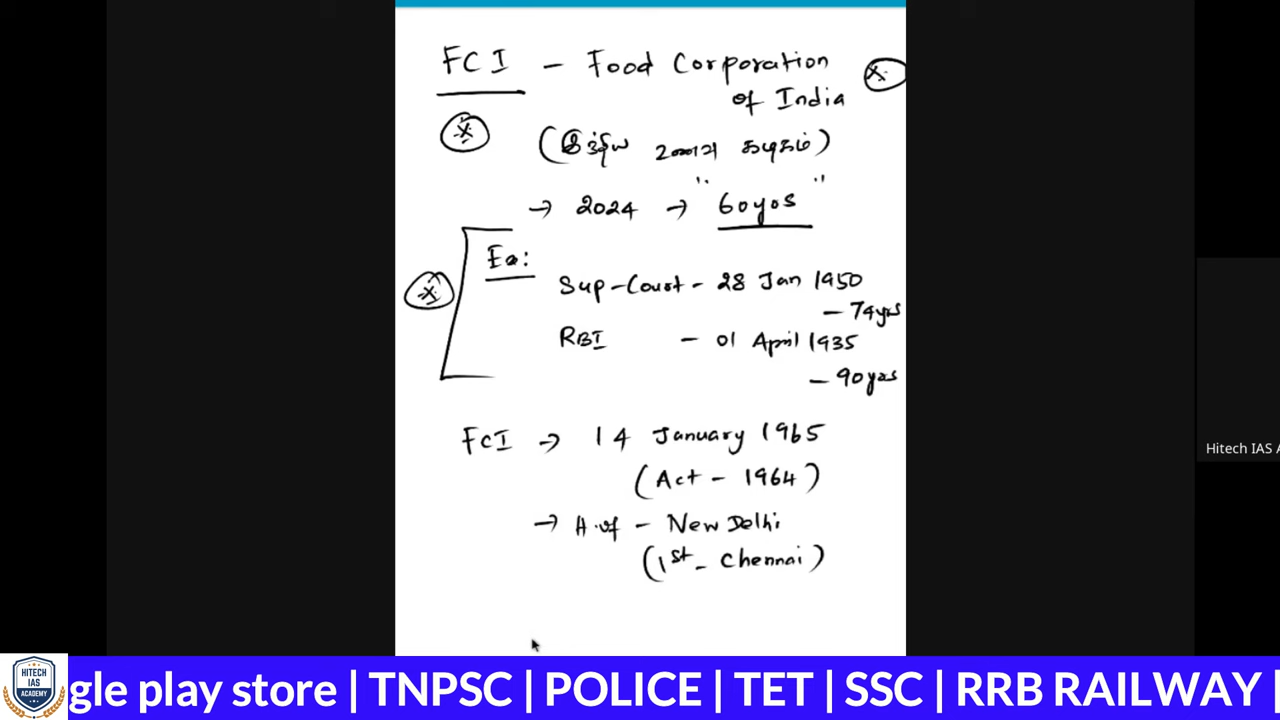 FCI - Food Corporation
of India
(இந்திய உணவு கழகம்)
→ 2024 → "60yrs"
Ex:
Sup-Court - 28 Jan 1950
- 74yrs
RBI - 01 April 1935
- 90yrs
FCI → 14 January 1965
(Act - 1964)
→ H.of - New Delhi
(1st - Chennai)
Hitech IAS A
HITECH
IAS
ACADEMY
gle play store | TNPSC | POLICE | TET | SSC | RRB RAILWAY |